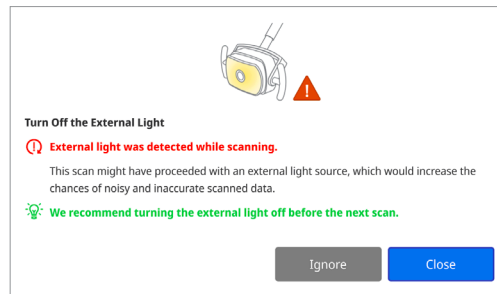 Turn Off the External Light
External light was detected while scanning.
This scan might have proceeded with an external light source, which would increase the
chances of noisy and inaccurate scanned data.
We recommend turning the external light off before the next scan.
Ignore
Close